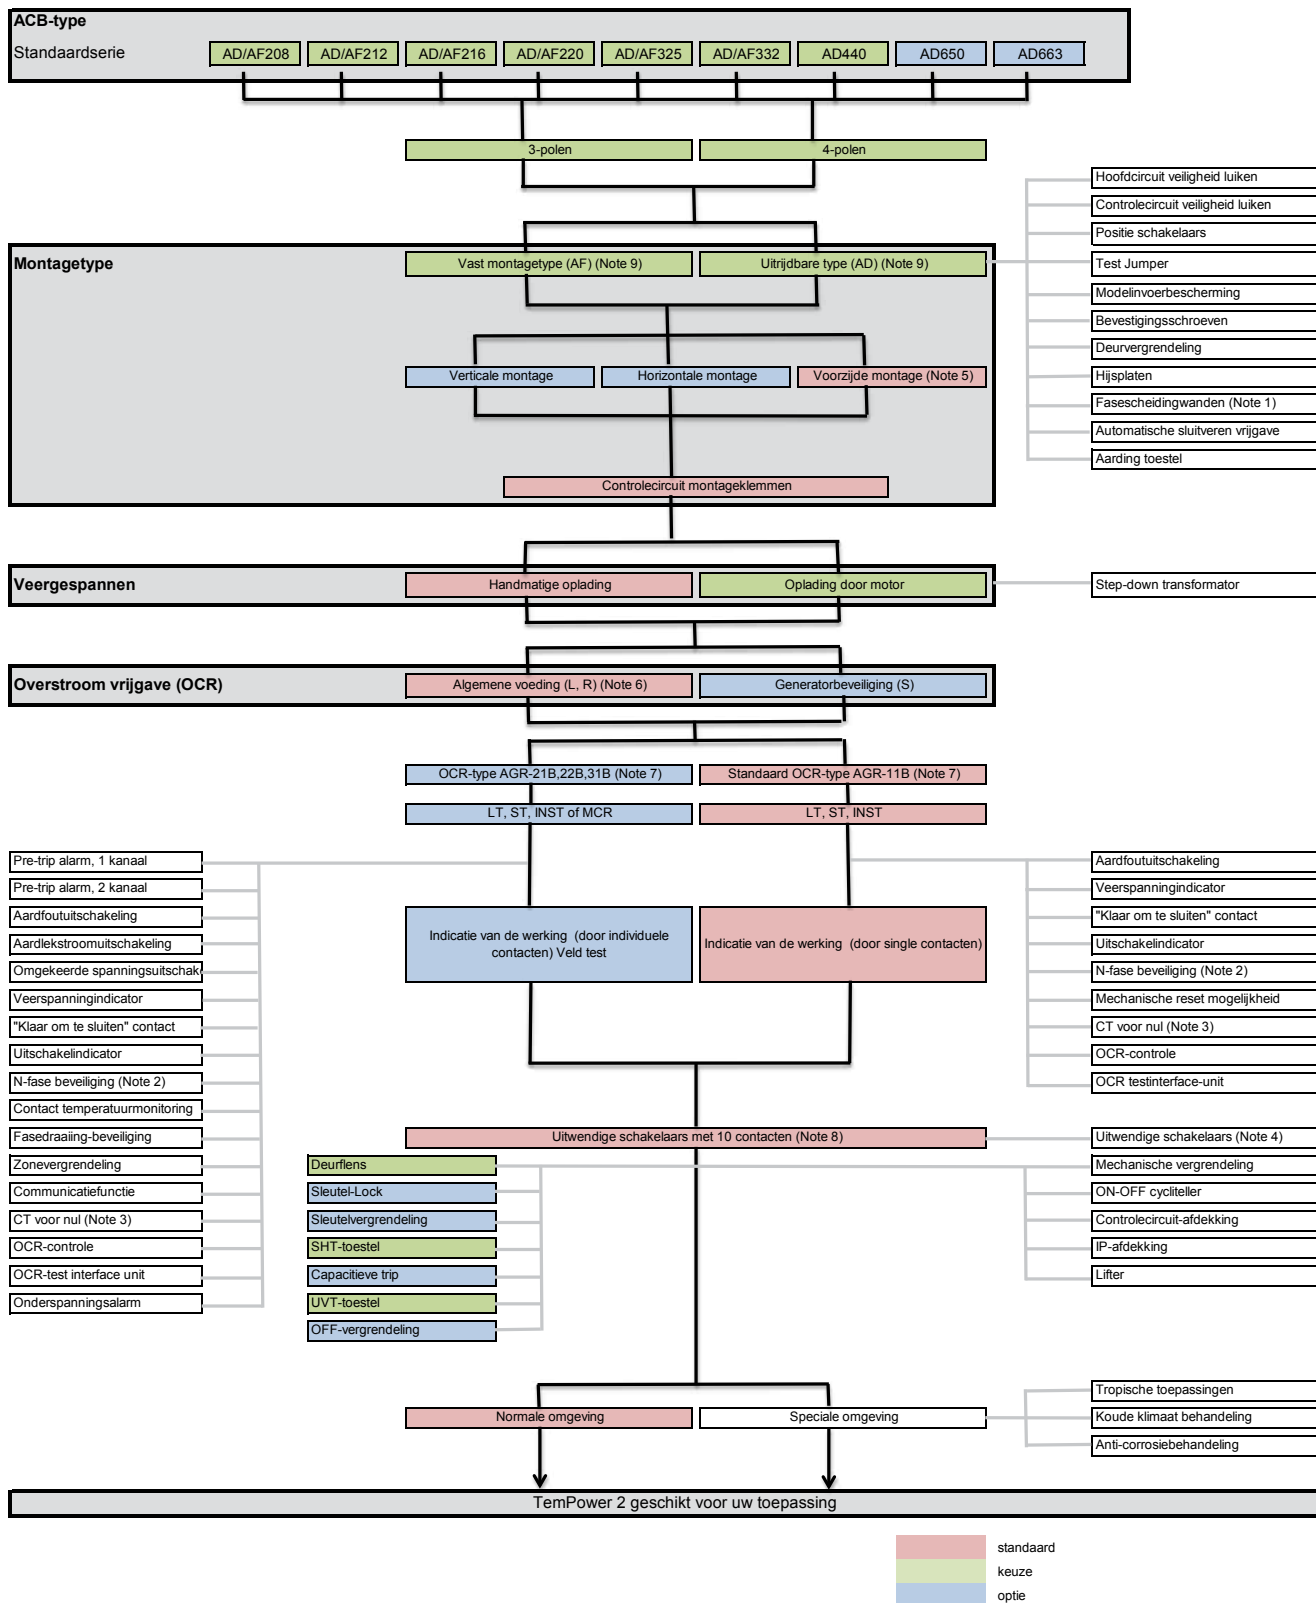 ACB-type
Standaardserie
AD/AF208
AD/AF212
AD/AF216
AD/AF220
AD/AF325
AD/AF332
AD440
AD650
AD663
3-polen
4-polen
Hoofdcircuit veiligheid luiken
Controlecircuit veiligheid luiken
Positie schakelaars
Test Jumper
Modelinvoerbescherming
Bevestigingsschroeven
Deurvergrendeling
Hijsplaten
Fasescheidingwanden (Note 1)
Automatische sluitveren vrijgave
Aarding toestel
Montagetype
Vast montagetype (AF) (Note 9)
Uitrijdbare type (AD) (Note 9)
Verticale montage
Horizontale montage
Voorzijde montage (Note 5)
Controlecircuit montageklemmen
Veergespannen
Handmatige oplading
Oplading door motor
Step-down transformator
Overstroom vrijgave (OCR)
Algemene voeding (L, R) (Note 6)
Generatorbeveiliging (S)
OCR-type AGR-21B,22B,31B (Note 7)
Standaard OCR-type AGR-11B (Note 7)
LT, ST, INST of MCR
LT, ST, INST
Pre-trip alarm, 1 kanaal
Pre-trip alarm, 2 kanaal
Aardfoutuitschakeling
Aardlekstroomuitschakeling
Omgekeerde spanningsuitschak
Veerspanningindicator
"Klaar om te sluiten" contact
Uitschakelindicator
N-fase beveiliging (Note 2)
Contact temperatuurmonitoring
Fasedraaiing-beveiliging
Zonevergrendeling
Communicatiefunctie
CT voor nul (Note 3)
OCR-controle
OCR-test interface unit
Onderspanningsalarm
Indicatie van de werking (door individuele
contacten) Veld test
Indicatie van de werking (door single contacten)
Aardfoutuitschakeling
Veerspanningindicator
"Klaar om te sluiten" contact
Uitschakelindicator
N-fase beveiliging (Note 2)
Mechanische reset mogelijkheid
CT voor nul (Note 3)
OCR-controle
OCR testinterface-unit
Uitwendige schakelaars met 10 contacten (Note 8)
Uitwendige schakelaars (Note 4)
Deurflens
Sleutel-Lock
Sleutelvergrendeling
SHT-toestel
Capacitieve trip
UVT-toestel
OFF-vergrendeling
Mechanische vergrendeling
ON-OFF cycliteller
Controlecircuit-afdekking
IP-afdekking
Lifter
Normale omgeving
Speciale omgeving
Tropische toepassingen
Koude klimaat behandeling
Anti-corrosiebehandeling
TemPower 2 geschikt voor uw toepassing
standaard
keuze
optie